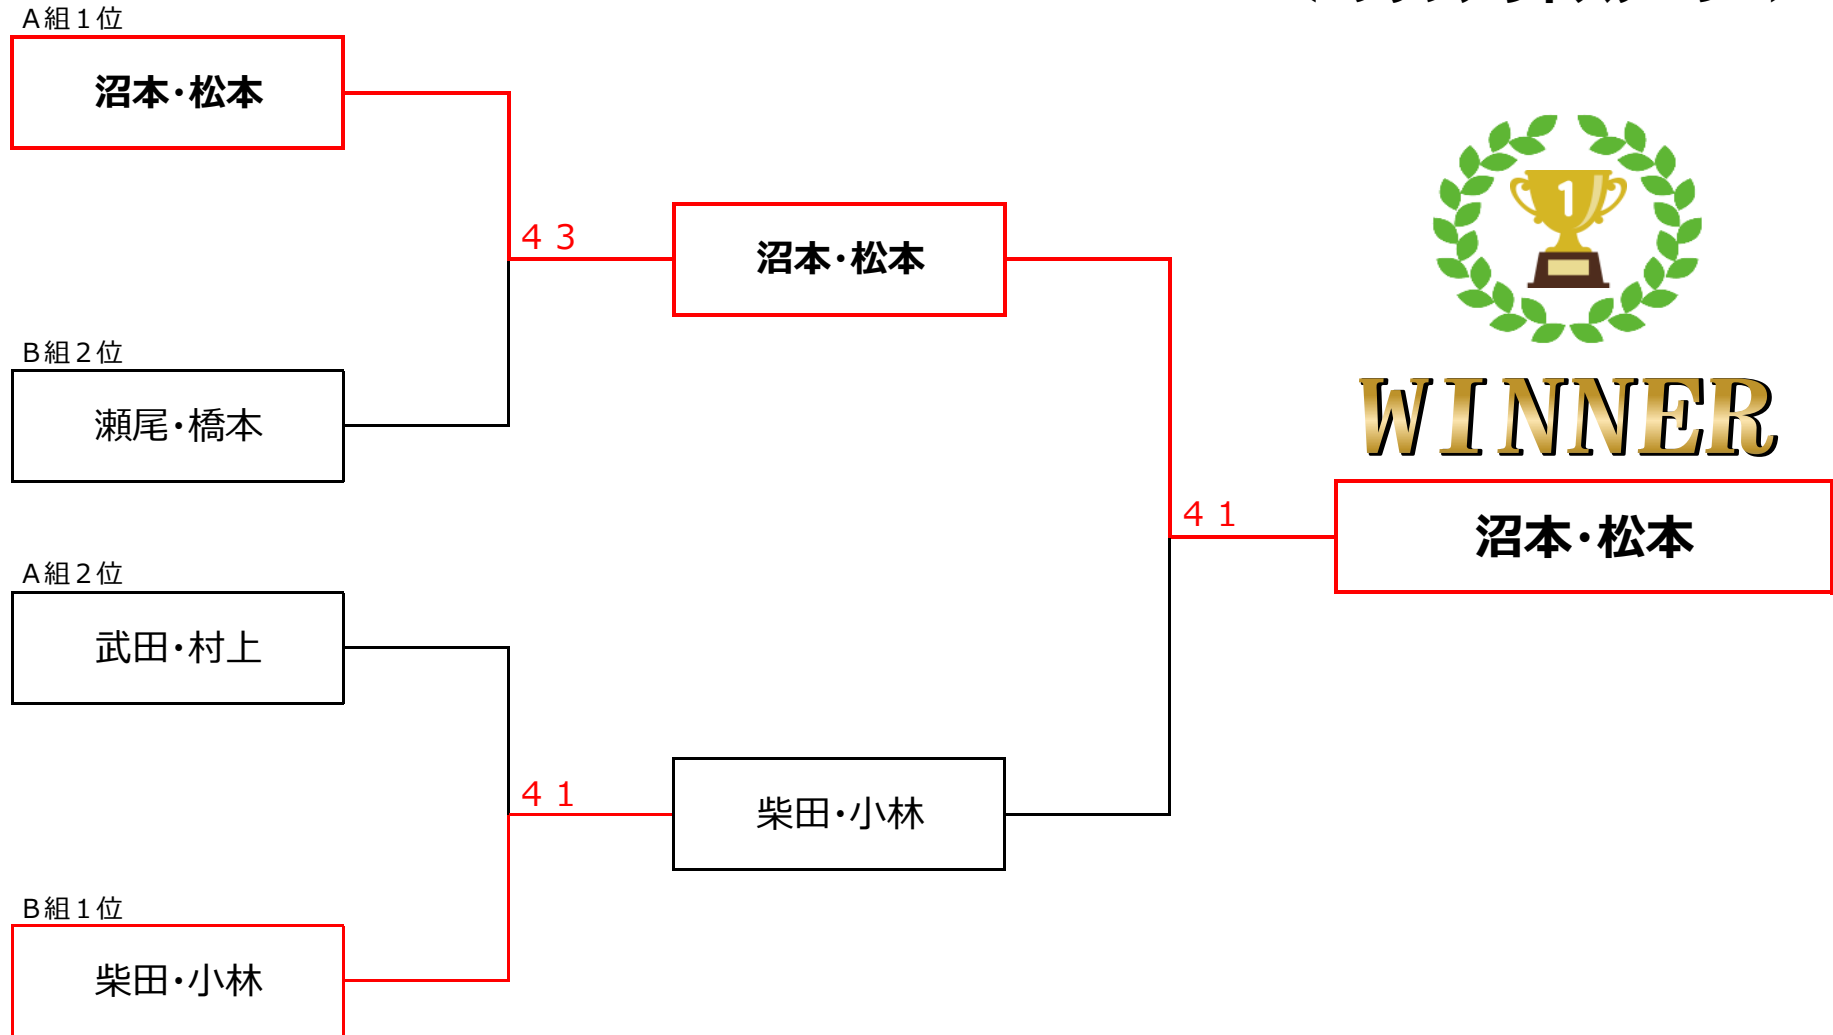 A組1位
沼本・松本
4 3
沼本・松本
B組2位
瀬尾・橋本
1
WINNER
沼本・松本
4 1
A組2位
武田・村上
4 1
柴田・小林
B組1位
柴田・小林